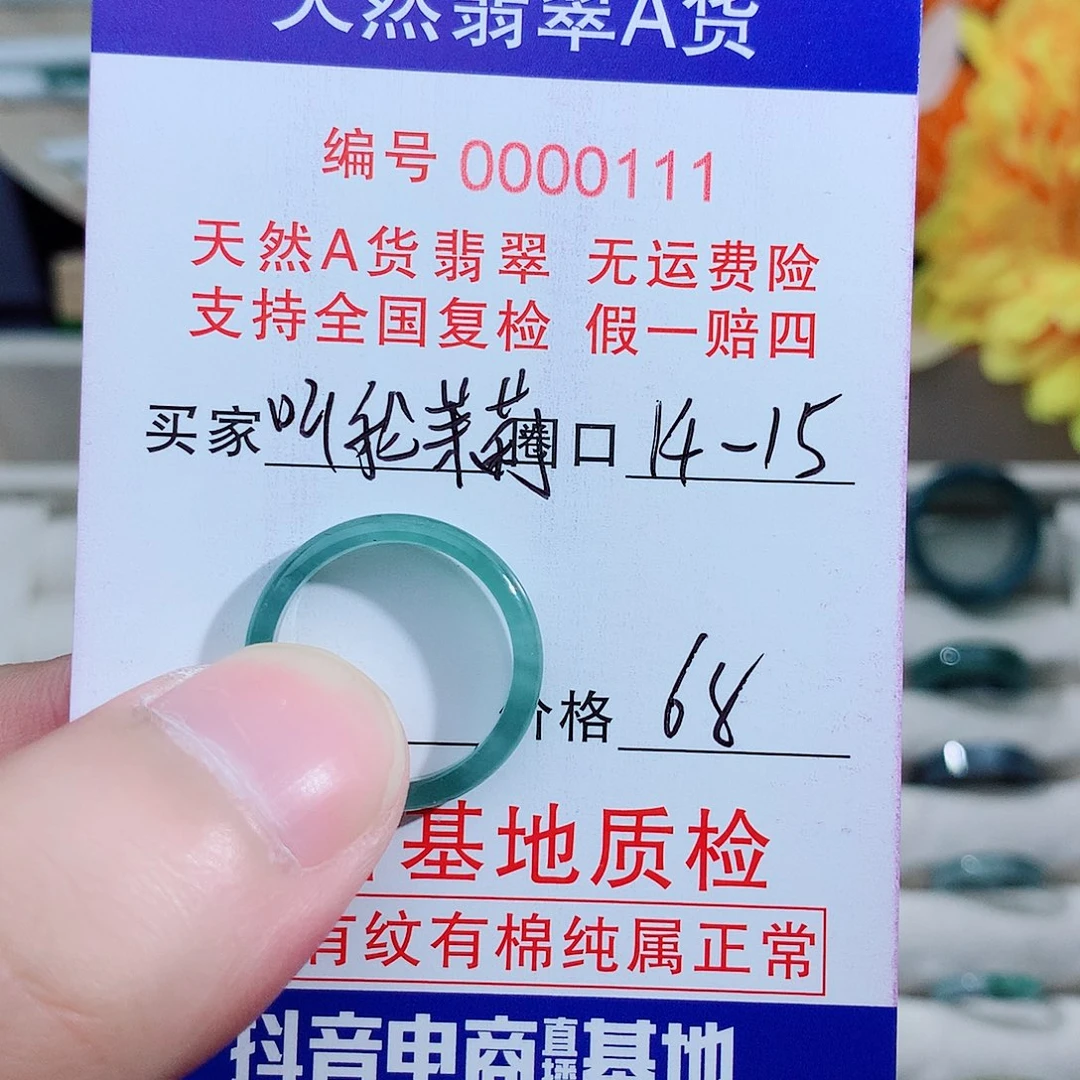 天然翡翠A货
编号 0000111
天然A货翡翠 无运费险
支持全国复检 假一赔四
买家 叫 茉莉 圈口 14-15
价格 68
基地质检
有纹有棉纯属正常
抖音电商直播基地